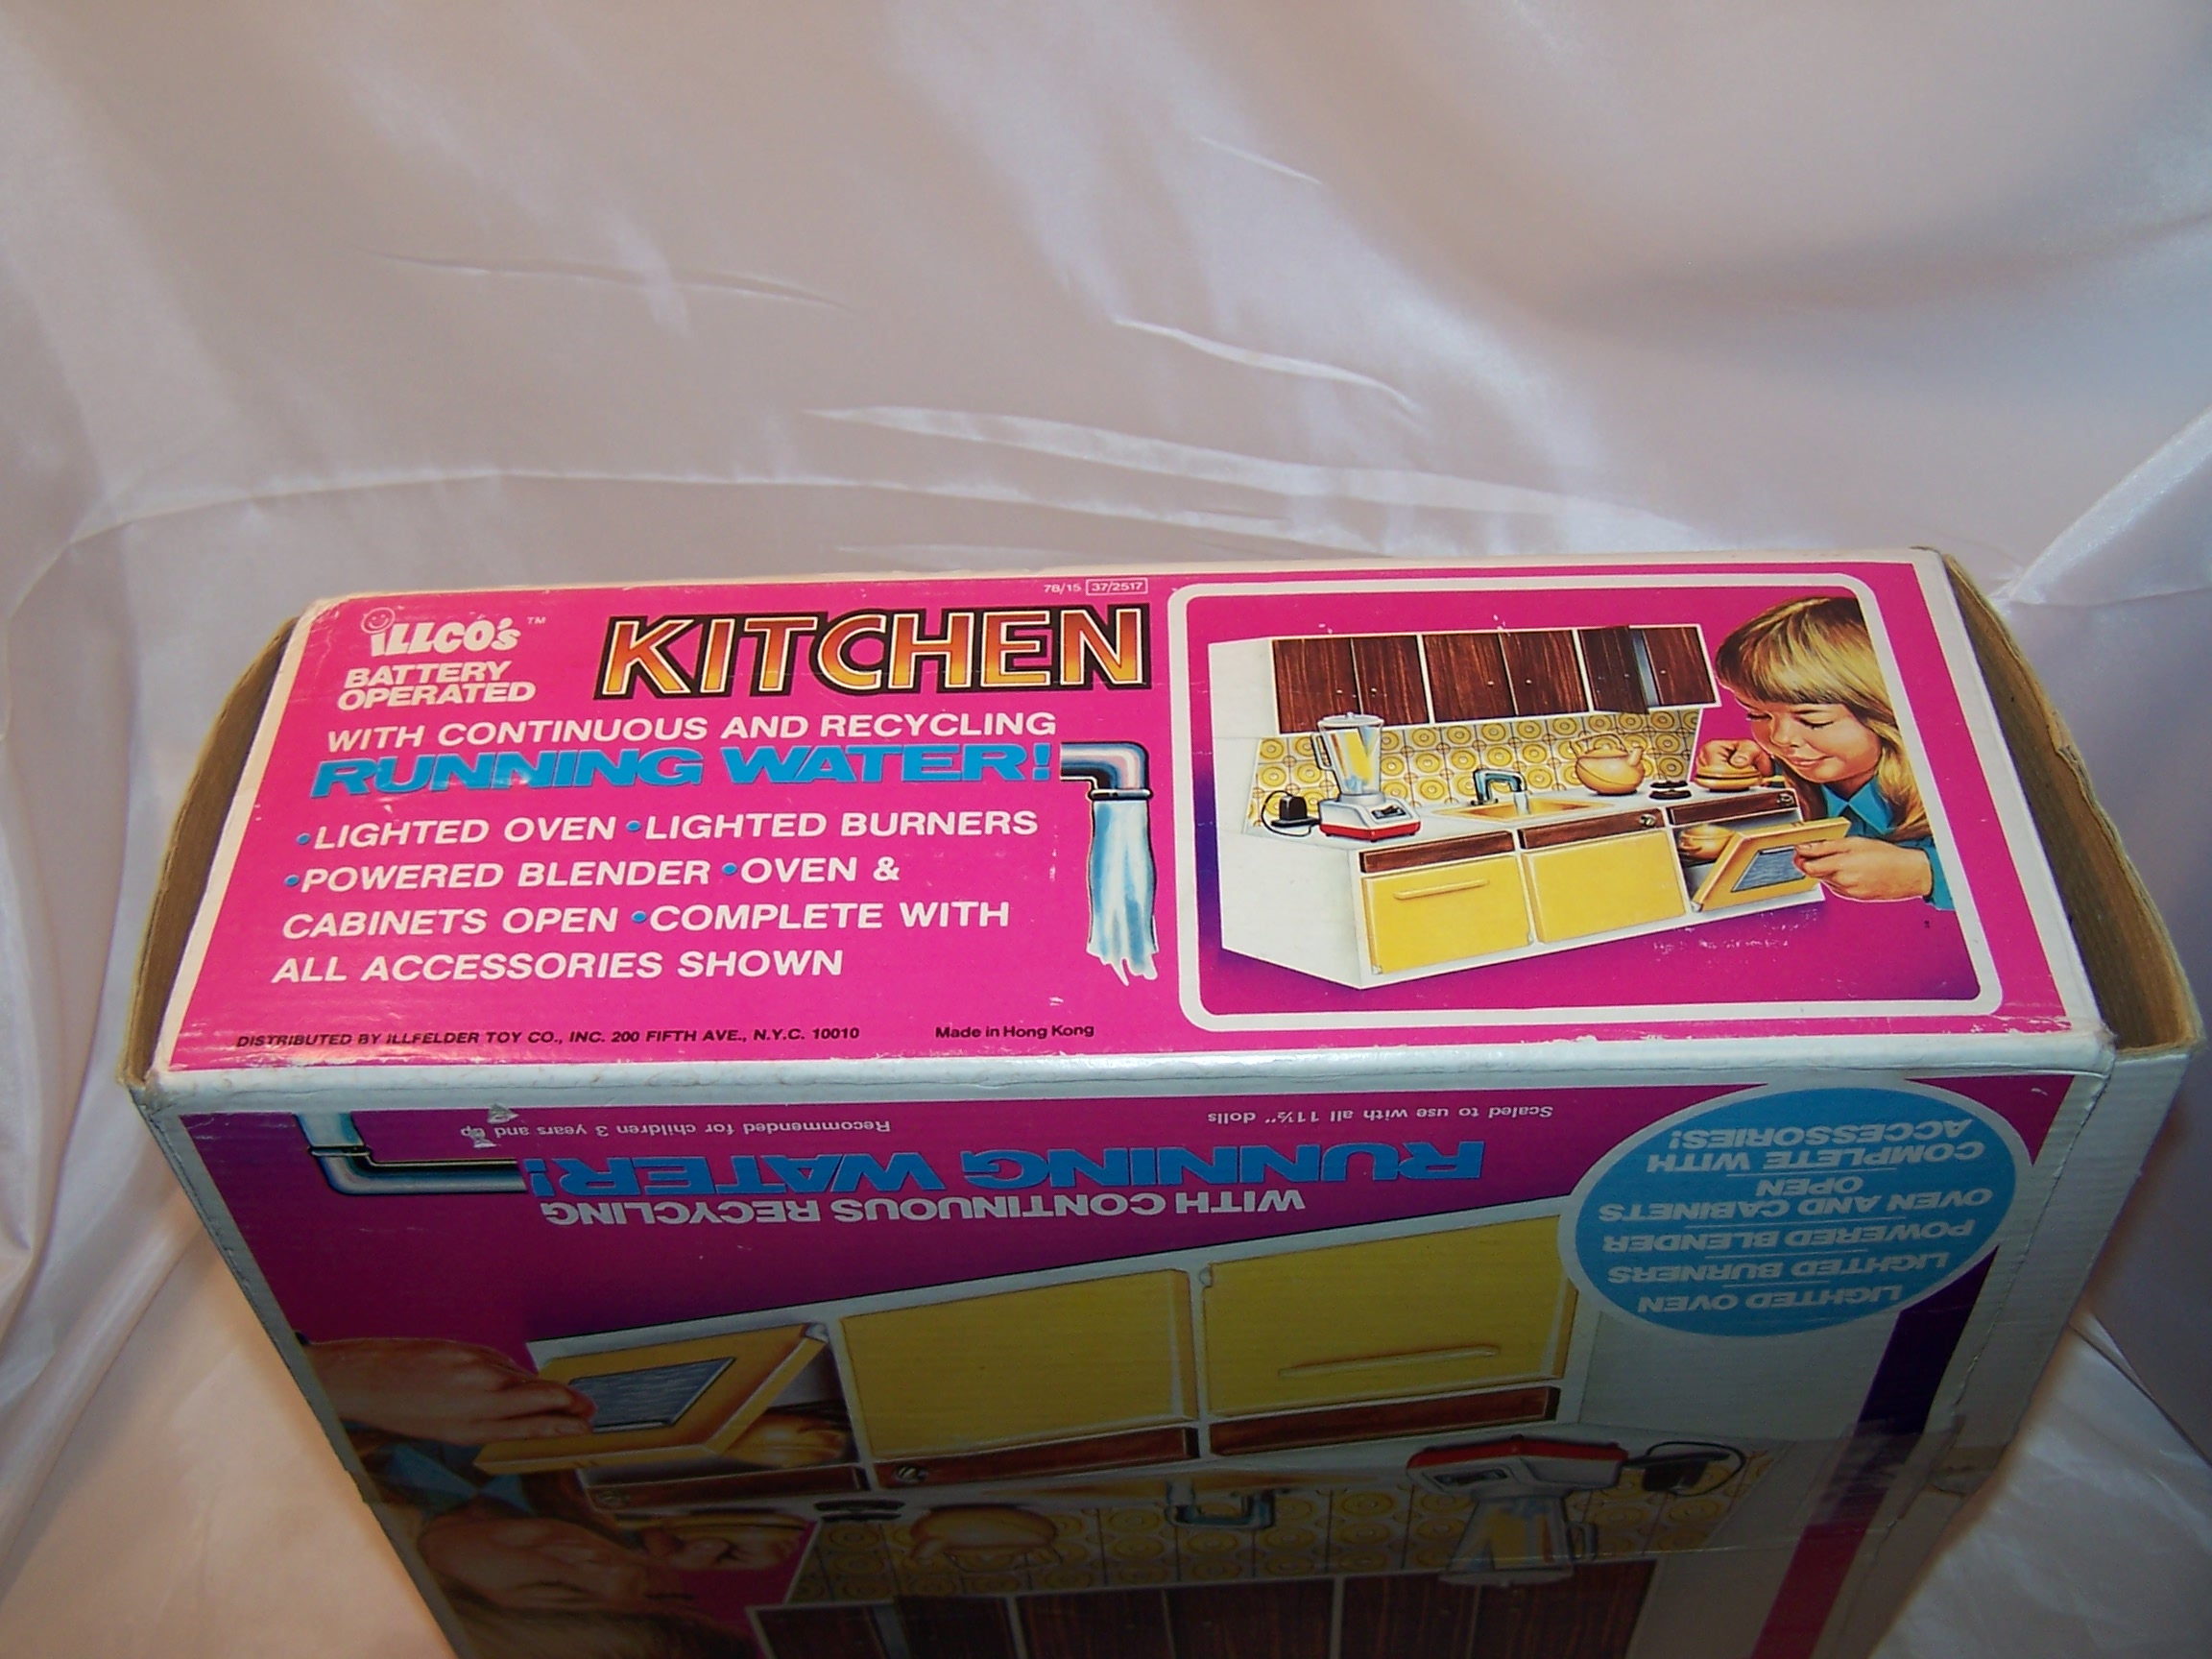 ILLCO's™
BATTERY
OPERATED
KITCHEN
78/15 37/2517
WITH CONTINUOUS AND RECYCLING
RUNNING WATER!
•LIGHTED OVEN •LIGHTED BURNERS
•POWERED BLENDER •OVEN &
CABINETS OPEN •COMPLETE WITH
ALL ACCESSORIES SHOWN
DISTRIBUTED BY ILLFELDER TOY CO., INC. 200 FIFTH AVE., N.Y.C. 10010
Made in Hong Kong
LIGHTED OVEN
LIGHTED BURNERS
POWERED BLENDER
OVEN AND CABINETS
OPEN
COMPLETE WITH
ACCESSORIES!
WITH CONTINUOUS RECYCLING
RUNNING WATER!
Scaled to use with all 11½" dolls
Recommended for children 3 years and up